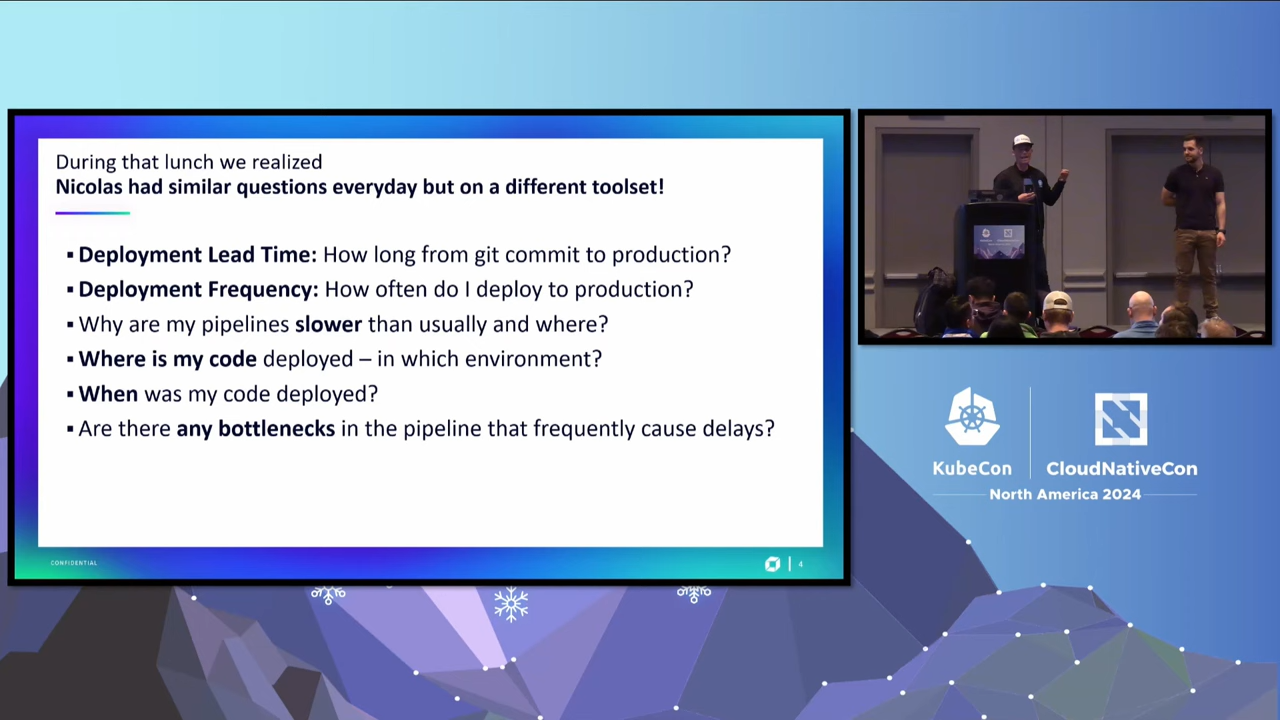 During that lunch we realized
Nicolas had similar questions everyday but on a different toolset!
▪ Deployment Lead Time: How long from git commit to production?
▪ Deployment Frequency: How often do I deploy to production?
▪ Why are my pipelines slower than usually and where?
▪ Where is my code deployed – in which environment?
▪ When was my code deployed?
▪ Are there any bottlenecks in the pipeline that frequently cause delays?
CONFIDENTIAL
4
KubeCon
CloudNativeCon
North America 2024